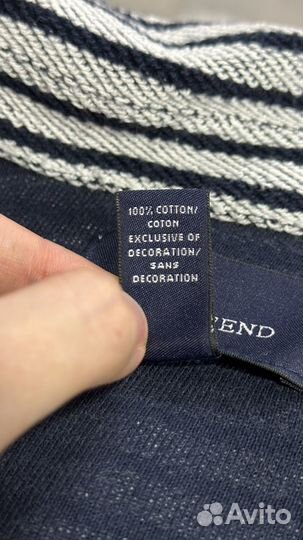 100% COTTON/
COTON
EXCLUSIVE OF
DECORATION/
SANS
DECORATION
END
Avito